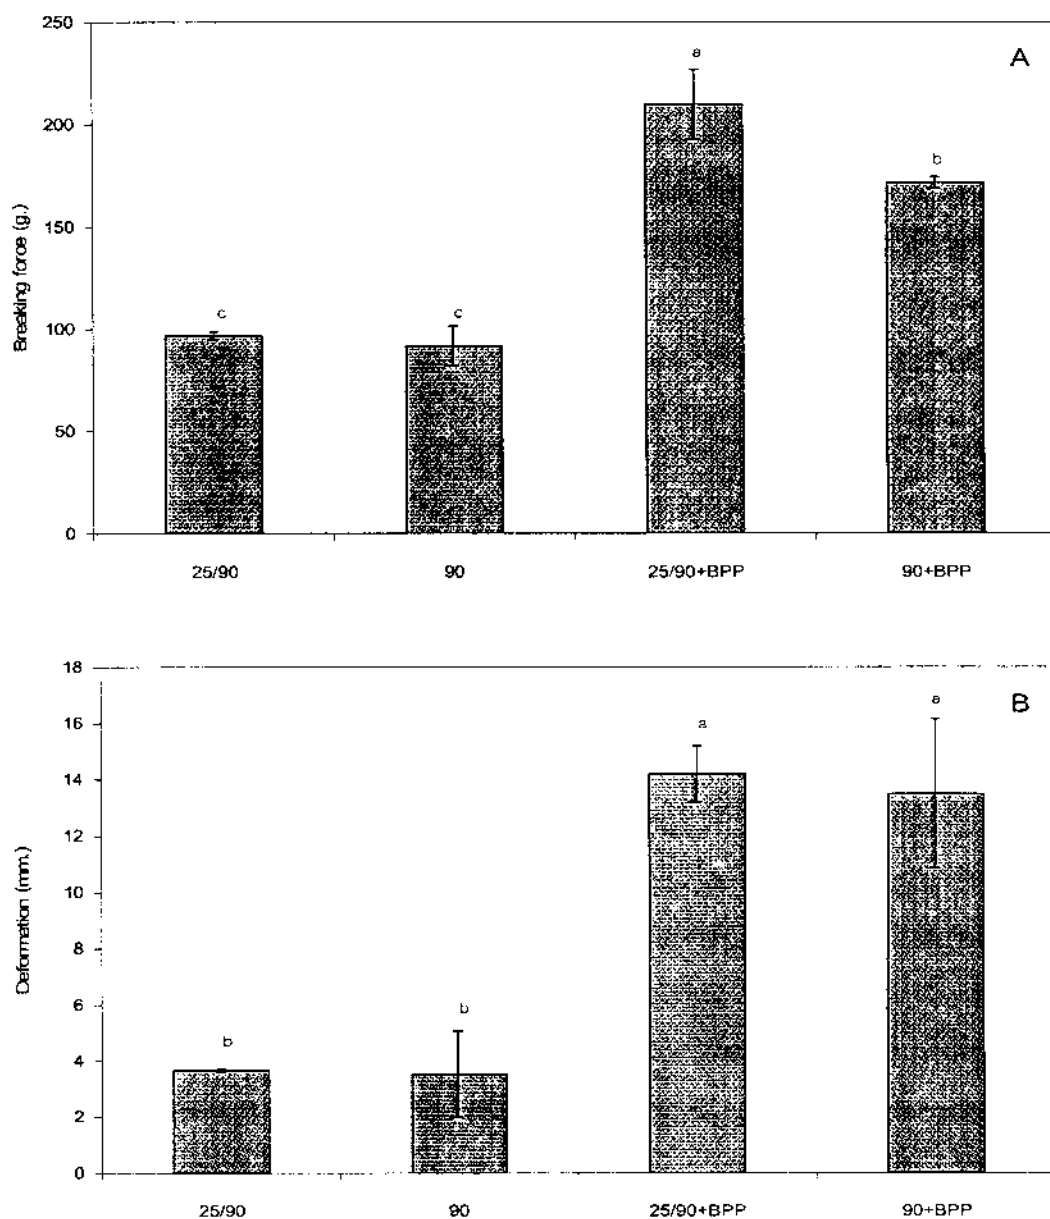 250
A
a
200
b
150
Breaking force (g.)
c
c
100
50
0
25/90
90
25/90+BPP
90+BPP
18
B
a
a
16
14
12
10
Deformation (mm.)
8
6
b
b
4
2
0
25/90
90
25/90+BPP
90+BPP